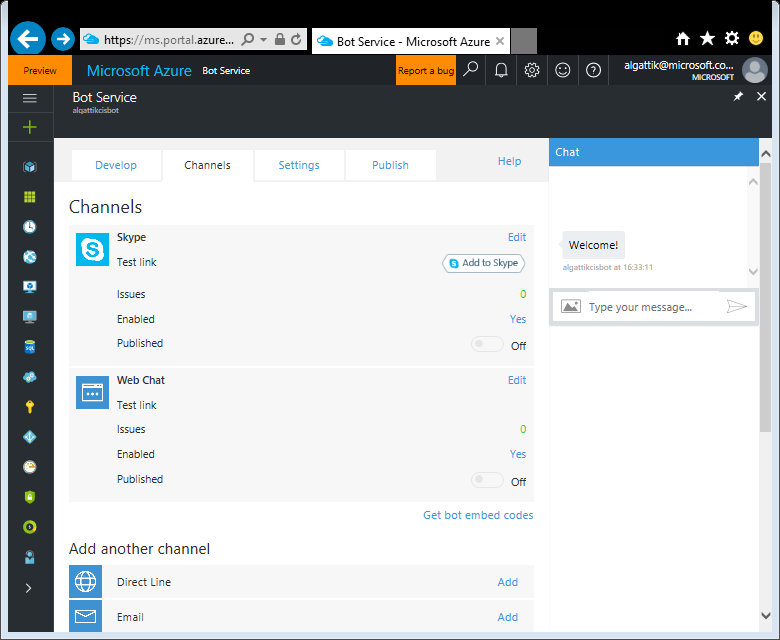 https://ms.portal.azure...
Bot Service - Microsoft Azure
Preview
Microsoft Azure
Bot Service
Report a bug
algattik@microsoft.co...
MICROSOFT
Bot Service
algattikcisbot
Develop
Channels
Settings
Publish
Help
Channels
Skype
Edit
Test link
Add to Skype
Issues
0
Enabled
Yes
Published
Off
Web Chat
Edit
Test link
Issues
0
Enabled
Yes
Published
Off
Get bot embed codes
Add another channel
Direct Line
Add
Email
Add
Chat
Welcome!
algattikcisbot at 16:33:11
Type your message...
SQL